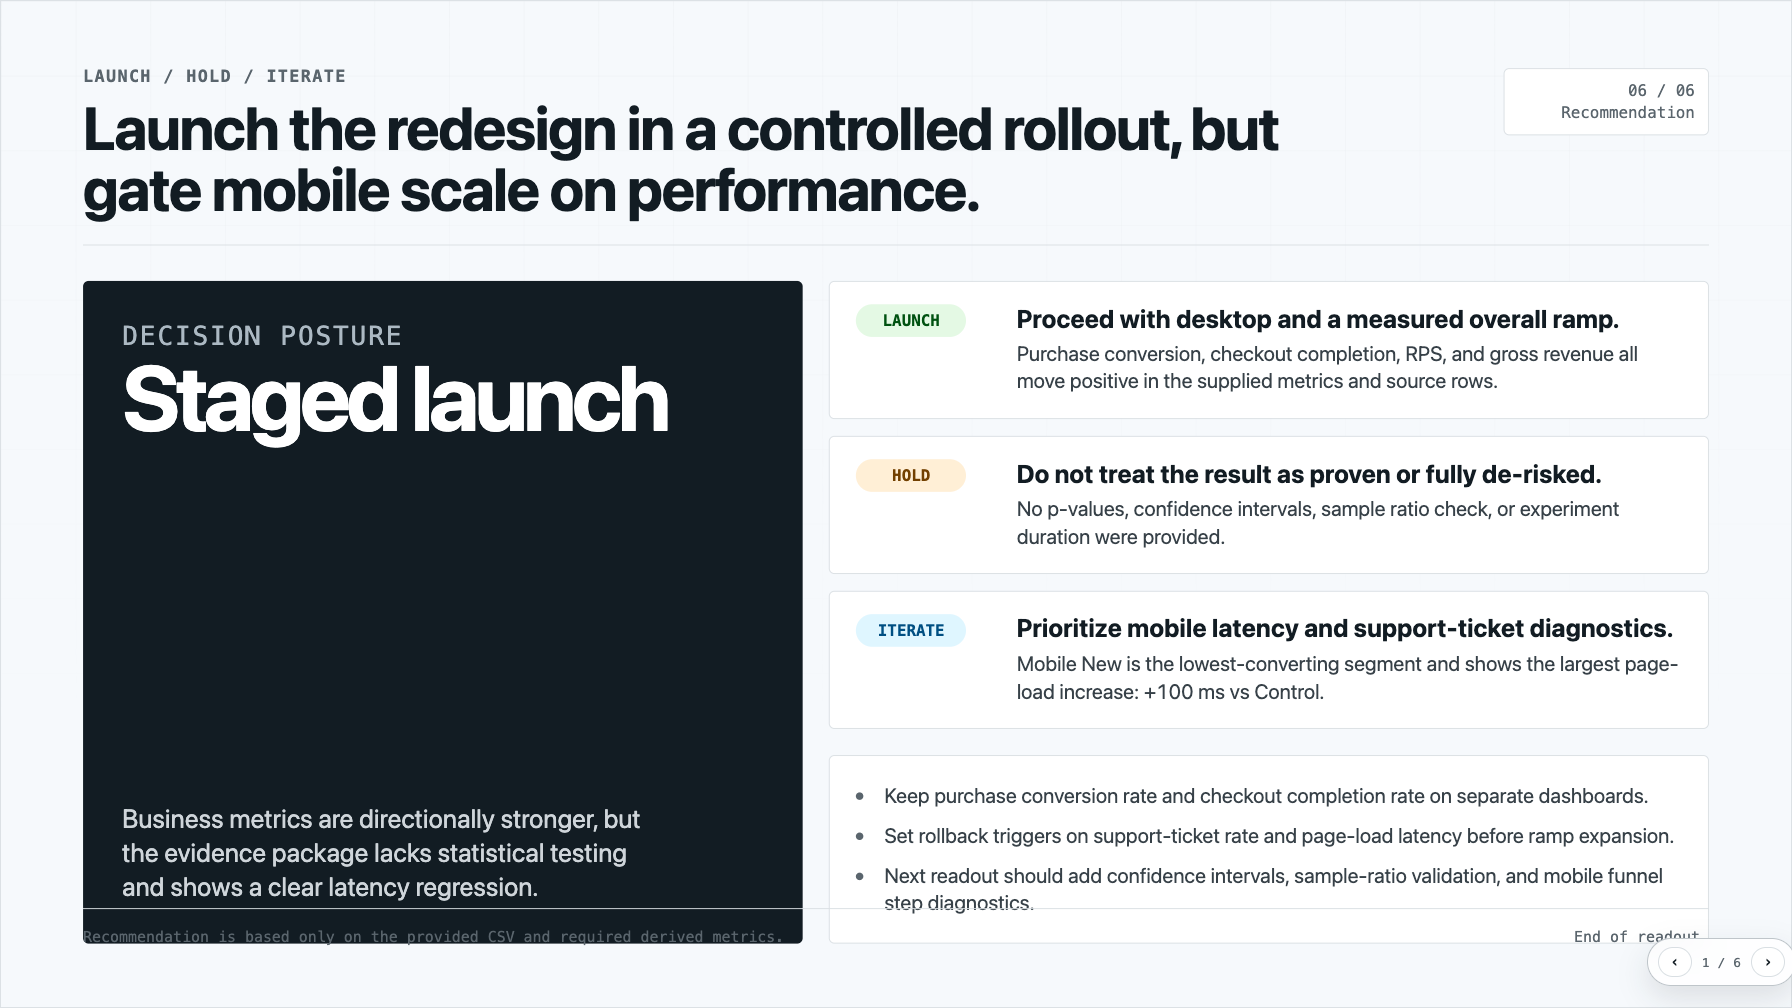 LAUNCH / HOLD / ITERATE
Launch the redesign in a controlled rollout, but
gate mobile scale on performance.
06 / 06
Recommendation
DECISION POSTURE
Staged launch
Business metrics are directionally stronger, but
the evidence package lacks statistical testing
and shows a clear latency regression.
LAUNCH
Proceed with desktop and a measured overall ramp.
Purchase conversion, checkout completion, RPS, and gross revenue all
move positive in the supplied metrics and source rows.
HOLD
Do not treat the result as proven or fully de-risked.
No p-values, confidence intervals, sample ratio check, or experiment
duration were provided.
ITERATE
Prioritize mobile latency and support-ticket diagnostics.
Mobile New is the lowest-converting segment and shows the largest page-
load increase: +100 ms vs Control.
• Keep purchase conversion rate and checkout completion rate on separate dashboards.
• Set rollback triggers on support-ticket rate and page-load latency before ramp expansion.
• Next readout should add confidence intervals, sample-ratio validation, and mobile funnel
step diagnostics.
Recommendation is based only on the provided CSV and required derived metrics.
End of readout
‹ 1 / 6 ›